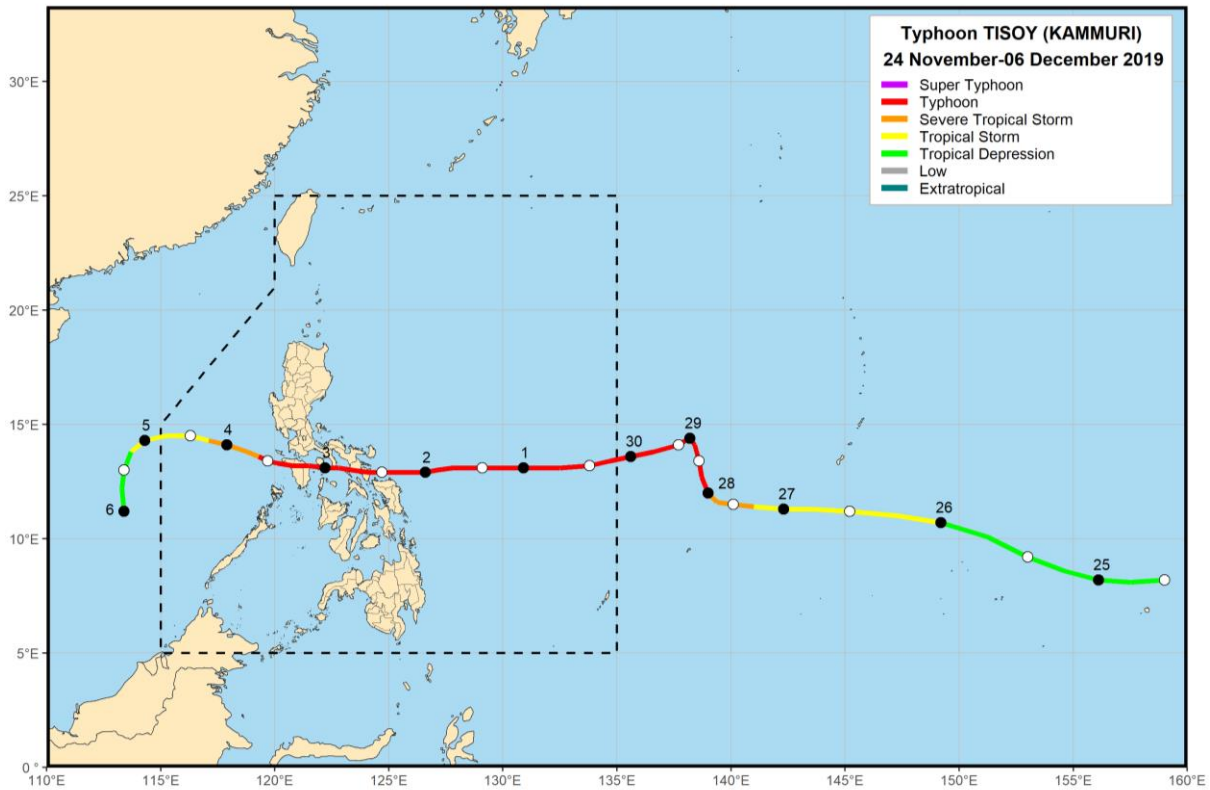 Typhoon TISOY (KAMMURI)
24 November-06 December 2019
Super Typhoon
Typhoon
Severe Tropical Storm
Tropical Storm
Tropical Depression
Low
Extratropical
30°E
25°E
20°E
15°E
10°E
5°E
0°E
29
5
4
3
2
1
30
28
27
26
25
6
110°E 115°E 120°E 125°E 130°E 135°E 140°E 145°E 150°E 155°E 160°E